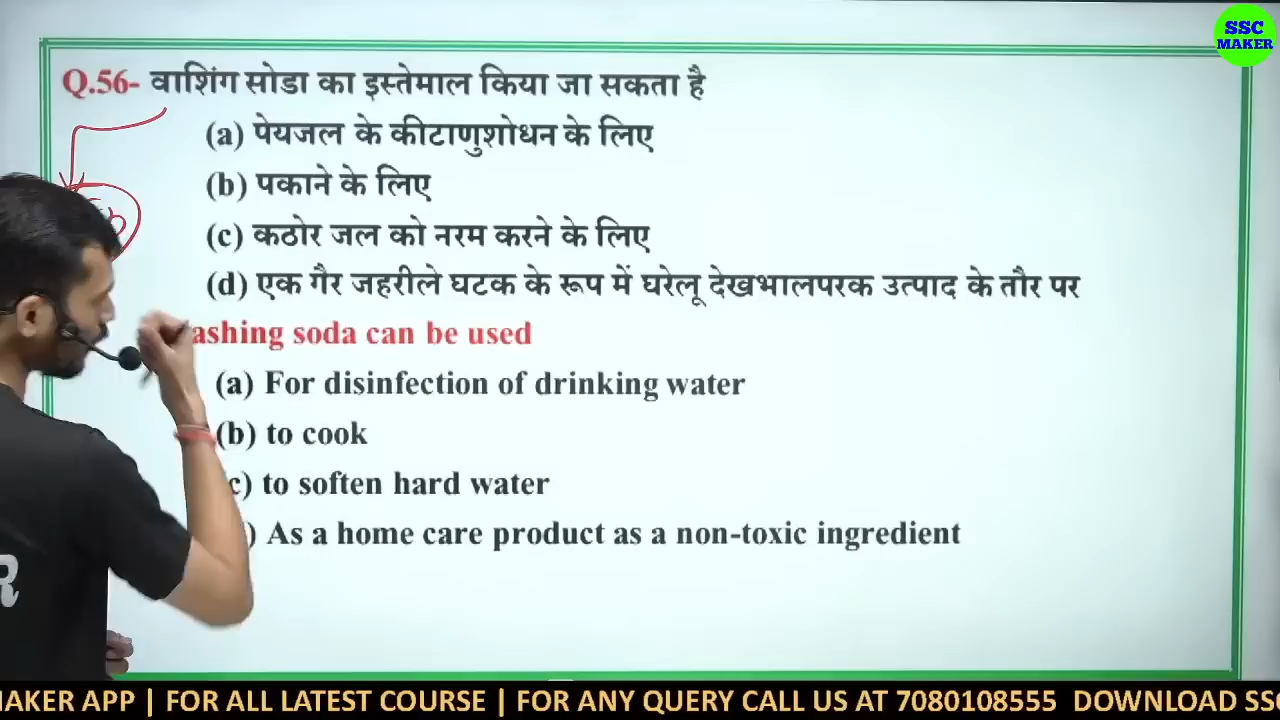 SSC
MAKER
Q.56- वाशिंग सोडा का इस्तेमाल किया जा सकता है
(a) पेयजल के कीटाणुशोधन के लिए
(b) पकाने के लिए
(c) कठोर जल को नरम करने के लिए
(d) एक गैर जहरीले घटक के रूप में घरेलू देखभालपरक उत्पाद के तौर पर
ashing soda can be used
(a) For disinfection of drinking water
(b) to cook
c) to soften hard water
) As a home care product as a non-toxic ingredient
R
MAKER APP | FOR ALL LATEST COURSE | FOR ANY QUERY CALL US AT 7080108555 DOWNLOAD SS